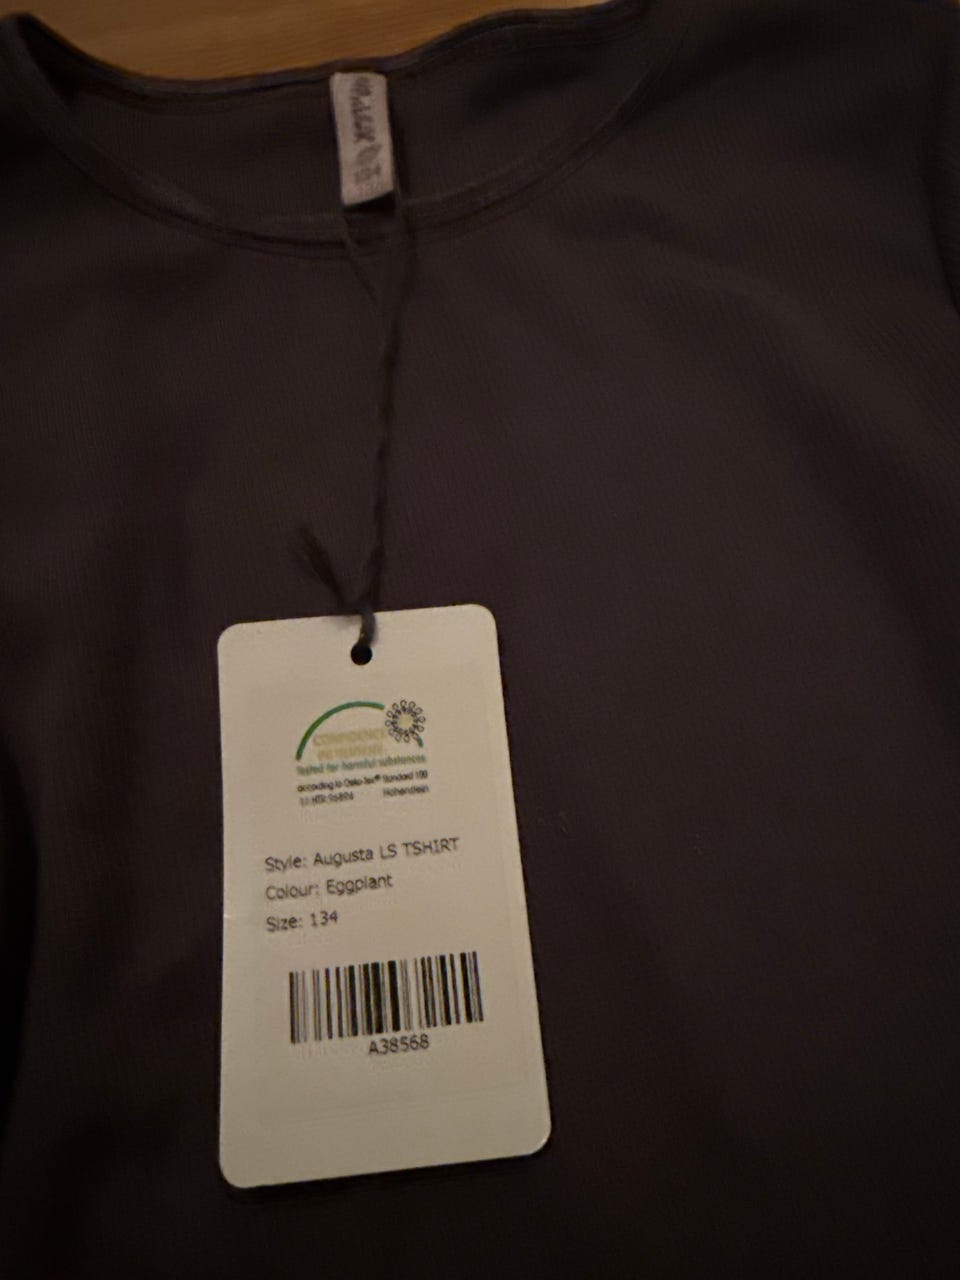 CONFIDENCE
IN TEXTILES
Tested for harmful substances
according to Oeko-Tex® Standard 100
Hohenstein
Style: Augusta LS TSHIRT
Colour: Eggplant
Size: 134
A38568